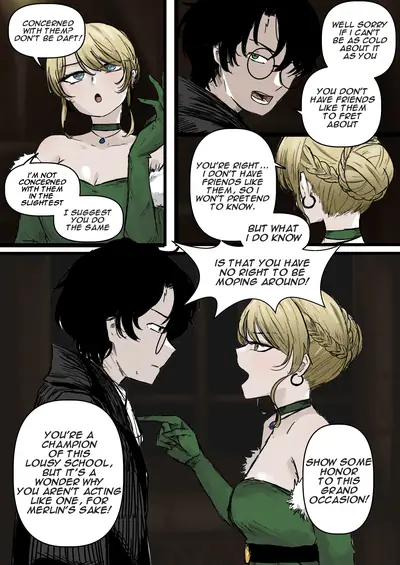 CONCERNED
WITH THEM?
DON'T BE DAFT!
I'M NOT
CONCERNED
WITH THEM
IN THE
SLIGHTEST
I SUGGEST
YOU DO
THE SAME
WELL SORRY
IF I CAN'T
BE AS COLD
ABOUT IT
AS YOU
YOU DON'T
HAVE FRIENDS
LIKE THEM
TO FRET
ABOUT
YOU'RE RIGHT...
I DON'T HAVE
FRIENDS LIKE
THEM, SO I
WON'T PRETEND
TO KNOW.
BUT WHAT
I DO KNOW
IS THAT YOU HAVE
NO RIGHT TO BE
MOPING AROUND!
YOU'RE A
CHAMPION
OF THIS
LOUSY SCHOOL,
BUT IT'S A
WONDER WHY
YOU AREN'T ACTING
LIKE ONE, FOR
MERLIN'S SAKE!
SHOW SOME
HONOR
TO THIS
GRAND
OCCASION!